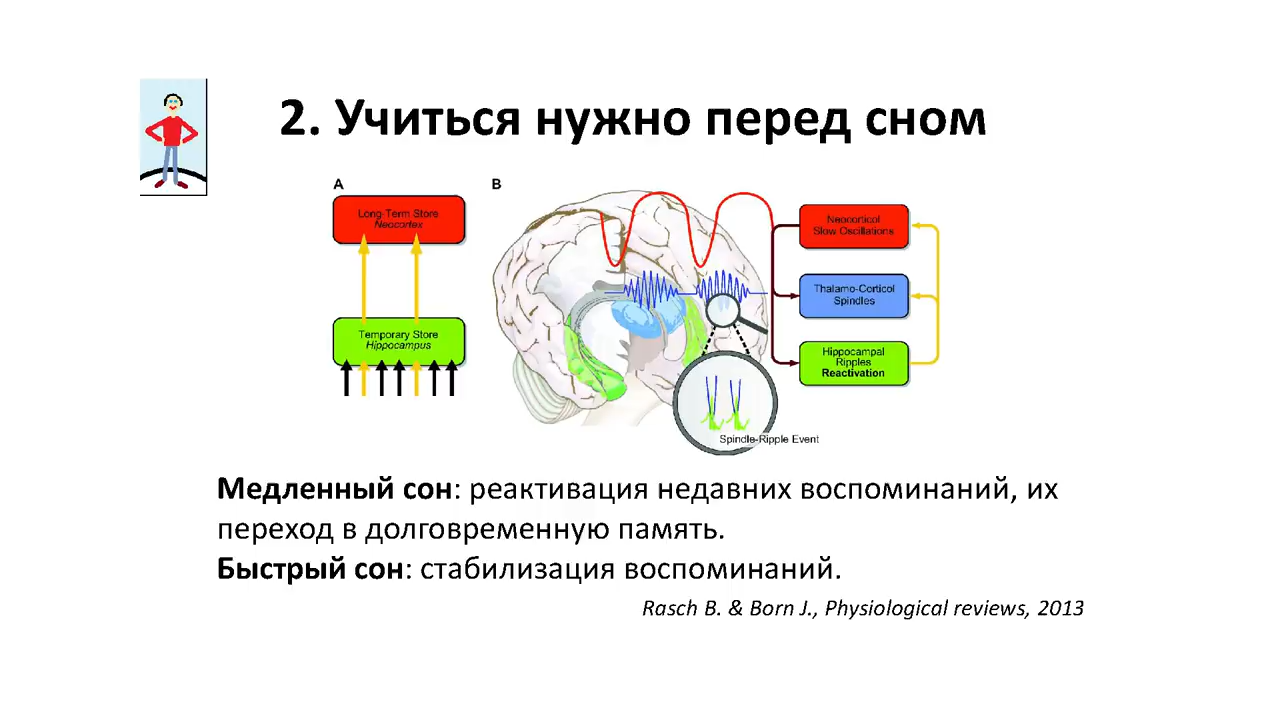 2. Учиться нужно перед сном
A
Long-Term Store
Neocortex
Temporary Store
Hippocampus
B
Neocorticol
Slow Oscillations
Thalamo-Corticol
Spindles
Hippocampal
Ripples
Reactivation
Spindle-Ripple Event
Медленный сон: реактивация недавних воспоминаний, их
переход в долговременную память.
Быстрый сон: стабилизация воспоминаний.
Rasch B. & Born J., Physiological reviews, 2013